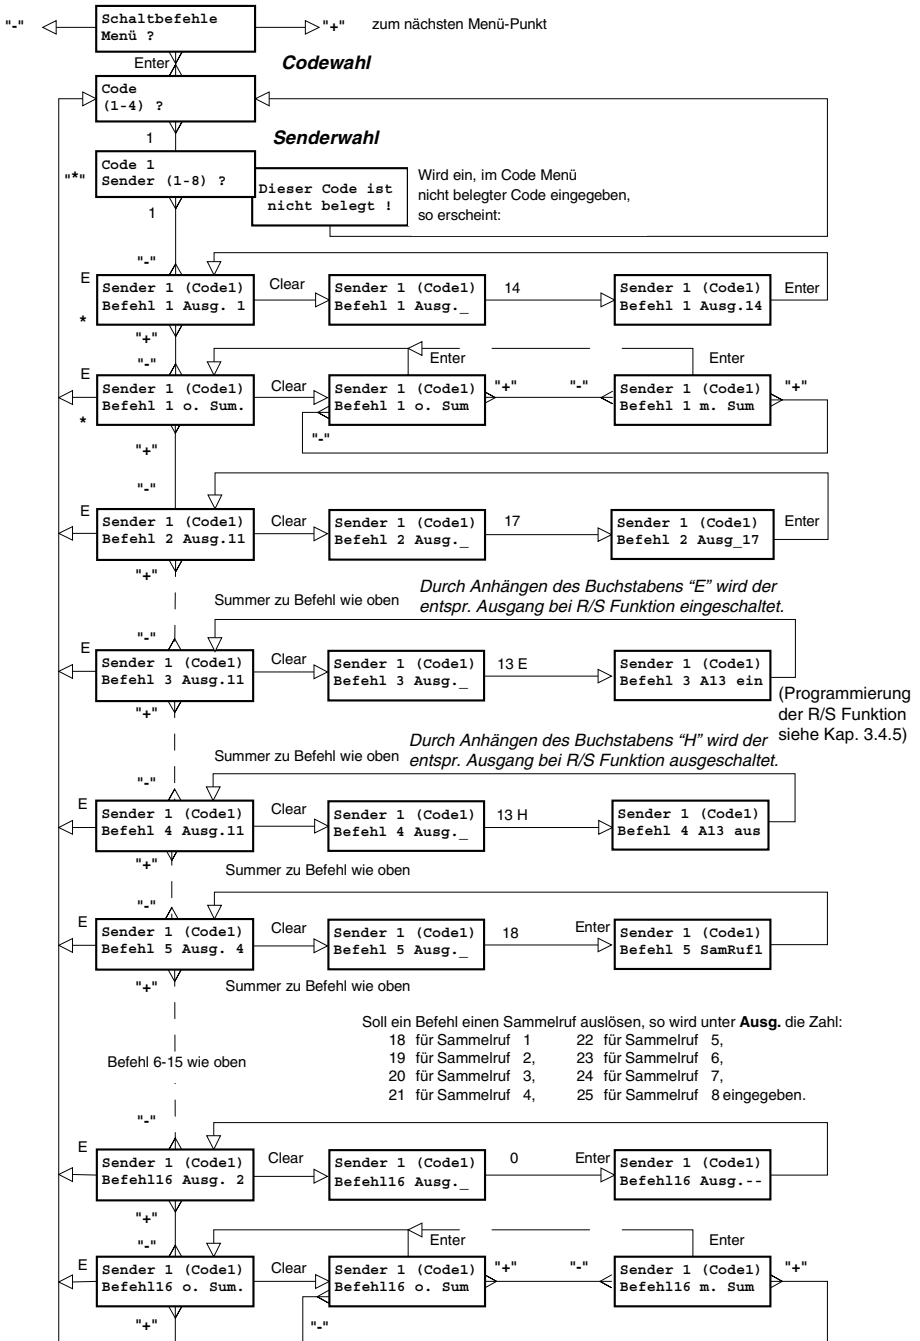 "-"
Schaltbefehle
Menü ?
"+"
zum nächsten Menü-Punkt
Enter
Codewahl
Code
(1-4) ?
1
Senderwahl
"*"
Code 1
Sender (1-8) ?
Dieser Code ist
nicht belegt !
Wird ein, im Code Menü
nicht belegter Code eingegeben,
so erscheint:
1
"-"
E
*
Sender 1 (Code1)
Befehl 1 Ausg. 1
Clear
Sender 1 (Code1)
Befehl 1 Ausg._
14
Sender 1 (Code1)
Befehl 1 Ausg.14
Enter
"+"
"-"
E
*
Sender 1 (Code1)
Befehl 1 o. Sum.
Clear
Enter
Sender 1 (Code1)
Befehl 1 o. Sum
"+"
"-"
Enter
Sender 1 (Code1)
Befehl 1 m. Sum
"+"
"-"
"+"
"-"
E
Sender 1 (Code1)
Befehl 2 Ausg.11
Clear
Sender 1 (Code1)
Befehl 2 Ausg._
17
Sender 1 (Code1)
Befehl 2 Ausg_17
Enter
"+"
Summer zu Befehl wie oben
Durch Anhängen des Buchstabens “E” wird der
entspr. Ausgang bei R/S Funktion eingeschaltet.
"-"
E
Sender 1 (Code1)
Befehl 3 Ausg.11
Clear
Sender 1 (Code1)
Befehl 3 Ausg._
13 E
Sender 1 (Code1)
Befehl 3 A13 ein
(Programmierung
der R/S Funktion
siehe Kap. 3.4.5)
"+"
Summer zu Befehl wie oben
Durch Anhängen des Buchstabens “H” wird der
entspr. Ausgang bei R/S Funktion ausgeschaltet.
"-"
E
Sender 1 (Code1)
Befehl 4 Ausg.11
Clear
Sender 1 (Code1)
Befehl 4 Ausg._
13 H
Sender 1 (Code1)
Befehl 4 A13 aus
"+"
Summer zu Befehl wie oben
"-"
E
Sender 1 (Code1)
Befehl 5 Ausg. 4
Clear
Sender 1 (Code1)
Befehl 5 Ausg._
18
Enter
Sender 1 (Code1)
Befehl 5 SamRuf1
"+"
Summer zu Befehl wie oben
Soll ein Befehl einen Sammelruf auslösen, so wird unter Ausg. die Zahl:
18 für Sammelruf 1 22 für Sammelruf 5,
19 für Sammelruf 2, 23 für Sammelruf 6,
20 für Sammelruf 3, 24 für Sammelruf 7,
21 für Sammelruf 4, 25 für Sammelruf 8 eingegeben.
Befehl 6-15 wie oben
"-"
E
Sender 1 (Code1)
Befehl16 Ausg. 2
Clear
Sender 1 (Code1)
Befehl16 Ausg._
0
Enter
Sender 1 (Code1)
Befehl16 Ausg.--
"+"
"-"
E
Sender 1 (Code1)
Befehl16 o. Sum.
Clear
Enter
Sender 1 (Code1)
Befehl16 o. Sum
"+"
"-"
Enter
Sender 1 (Code1)
Befehl16 m. Sum
"+"
"+"
"-"